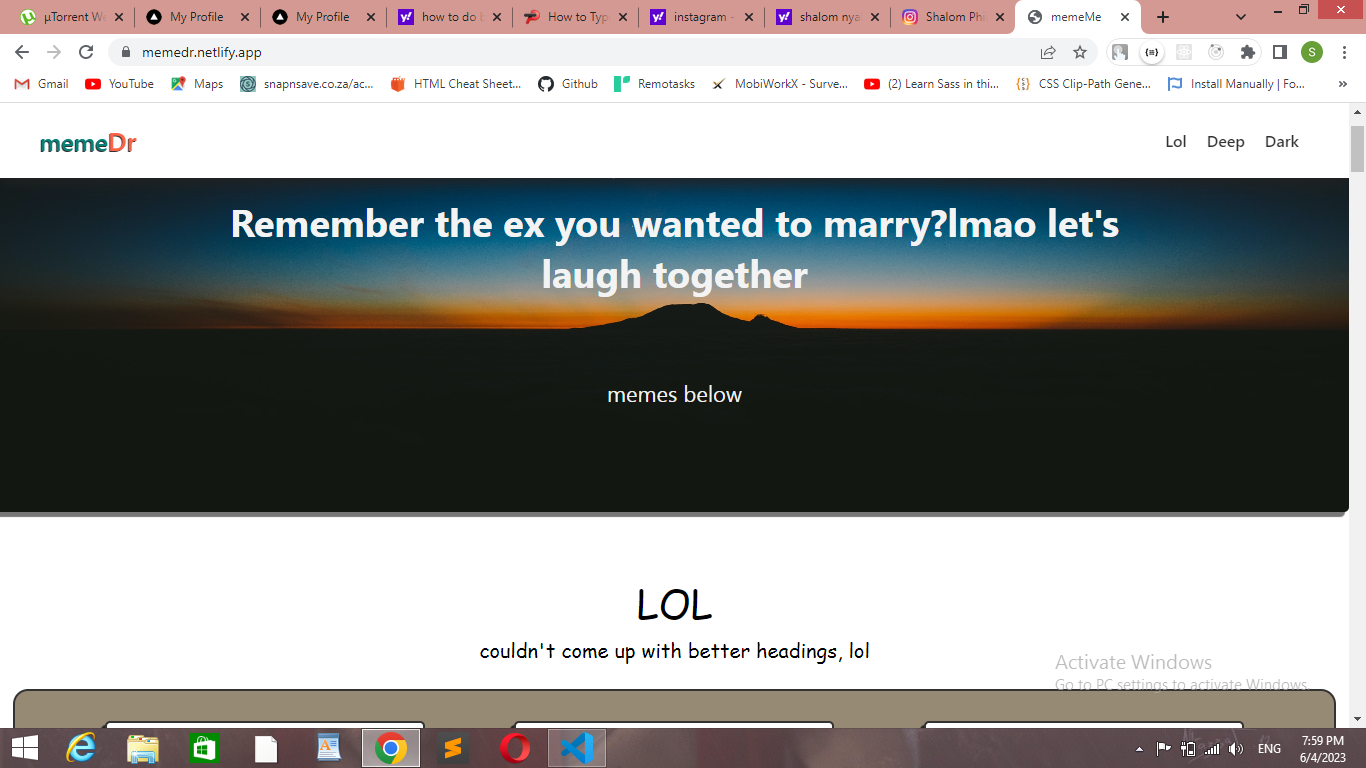 µTorrent We
My Profile
My Profile
how to do b
How to Typ
instagram -
shalom nya
Shalom Phi
memeMe
memedr.netlify.app
S
Gmail
YouTube
Maps
snapnsave.co.za/ac...
HTML Cheat Sheet...
Github
Remotasks
MobiWorkX - Surve...
(2) Learn Sass in thi...
CSS Clip-Path Gene...
Install Manually | Fo...
»
memeDr
Lol
Deep
Dark
Remember the ex you wanted to marry?lmao let's
laugh together
memes below
LOL
couldn't come up with better headings, lol
Activate Windows
Go to PC settings to activate Windows.
ENG
7:59 PM
6/4/2023